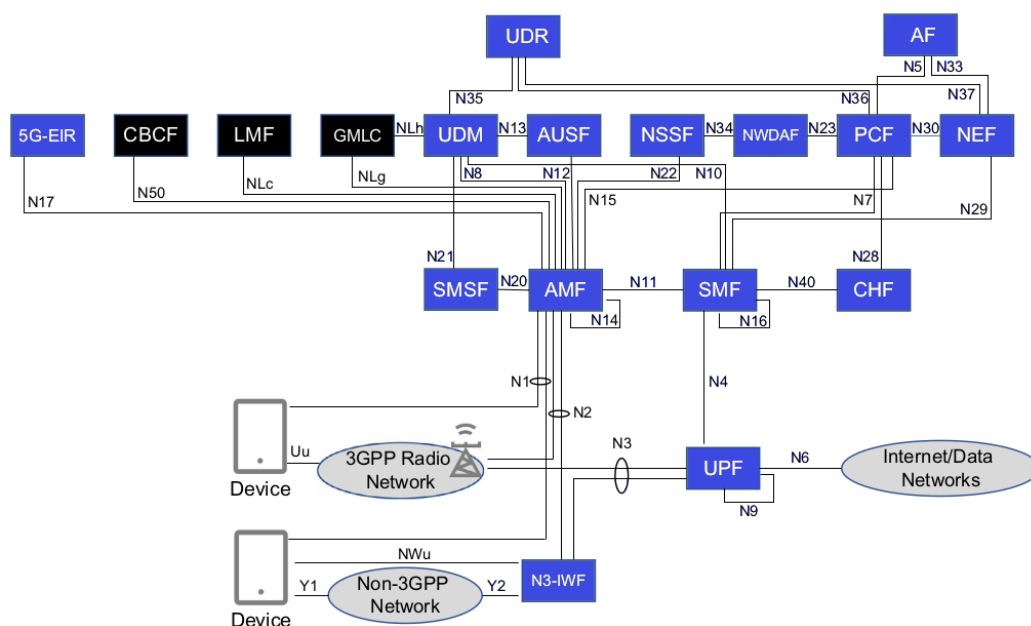 UDR
AF
N5
N33
N35
N36
N37
5G-EIR
CBCF
LMF
GMLC
NLh
UDM
N13
AUSF
NSSF
N34
NWDAF
N23
PCF
N30
NEF
N17
N50
NLc
NLg
N8
N12
N22
N10
N15
N7
N29
N21
N28
SMSF
N20
AMF
N11
SMF
N40
CHF
N14
N16
N1
N4
N2
Uu
3GPP Radio
Network
Device
N3
UPF
N6
Internet/Data
Networks
N9
NWu
N3-IWF
Y1
Non-3GPP
Network
Y2
Device